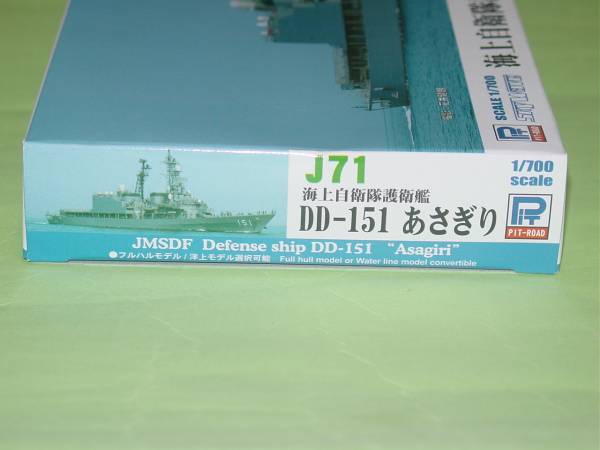 海上自衛隊
SCALE 1/700
PIT-ROAD
J71
海上自衛隊護衛艦
DD-151 あさぎり
1/700
scale
PIT-ROAD
151
JMSDF Defense ship DD-151 "Asagiri"
●フルハルモデル / 洋上モデル選択可能 Full hull model or Water line model convertible